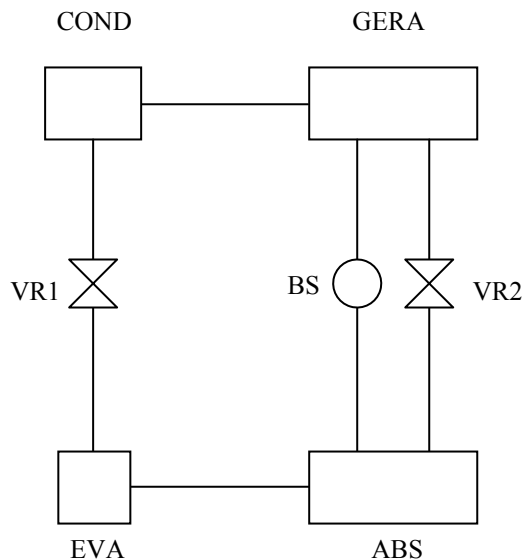 COND
GERA
VR1
BS
VR2
EVA
ABS